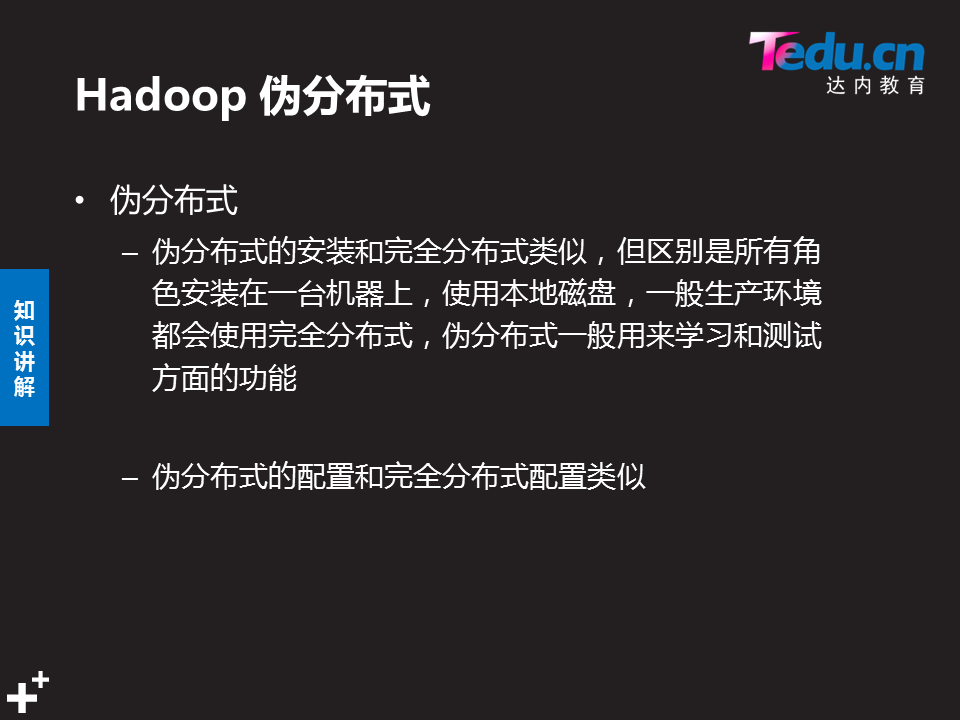 Tedu.cn
达内教育
Hadoop 伪分布式
• 伪分布式
– 伪分布式的安装和完全分布式类似，但区别是所有角
色安装在一台机器上，使用本地磁盘，一般生产环境
都会使用完全分布式，伪分布式一般用来学习和测试
方面的功能
– 伪分布式的配置和完全分布式配置类似
知
识
讲
解